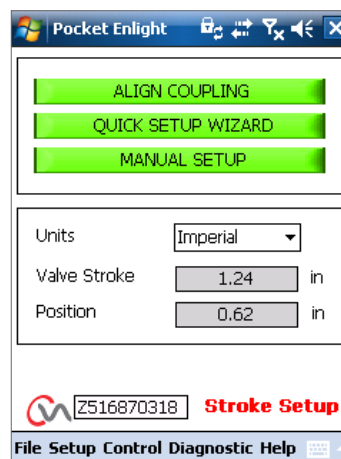 Pocket Enlight
ALIGN COUPLING
QUICK SETUP WIZARD
MANUAL SETUP
Units Imperial
Valve Stroke 1.24 in
Position 0.62 in
Z516870318 Stroke Setup
File Setup Control Diagnostic Help